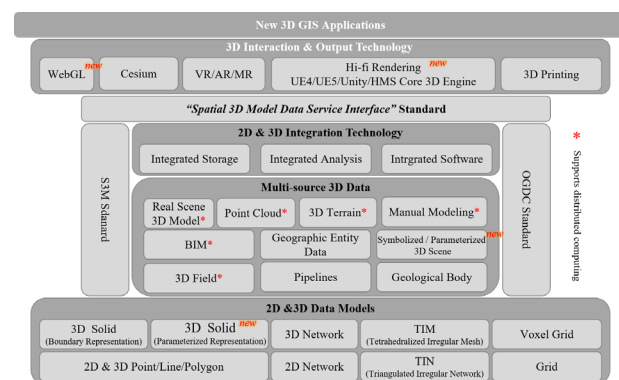 New 3D GIS Applications
3D Interaction & Output Technology
WebGL new
Cesium
VR/AR/MR
Hi-fi Rendering new
UE4/UE5/Unity/HMS Core 3D Engine
3D Printing
“Spatial 3D Model Data Service Interface” Standard
S3M Sdanard
2D & 3D Integration Technology
Integrated Storage
Integrated Analysis
Intrgrated Software
Multi-source 3D Data
Real Scene
3D Model*
Point Cloud*
3D Terrain*
Manual Modeling*
BIM*
Geographic Entity
Data
Symbolized / Parameterized new
3D Scene
3D Field*
Pipelines
Geological Body
OGDC Standard
* Supports distributed computing
2D &3D Data Models
3D Solid
(Boundary Representation)
3D Solid new
(Parameterized Representation)
3D Network
TIM
(Tetrahedralized Irregular Mesh)
Voxel Grid
2D & 3D Point/Line/Polygon
2D Network
TIN
(Triangulated Irregular Network)
Grid